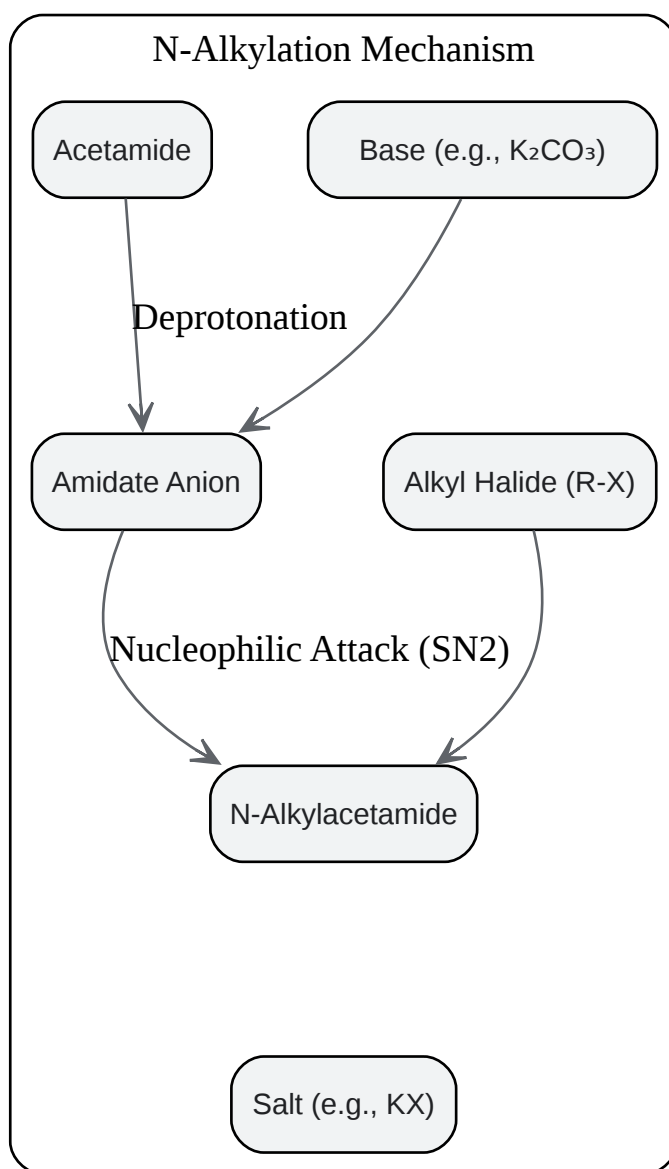 N-Alkylation Mechanism
Acetamide
Base (e.g., K₂CO₃)
Deprotonation
Amidate Anion
Alkyl Halide (R-X)
Nucleophilic Attack (SN2)
N-Alkylacetamide
Salt (e.g., KX)